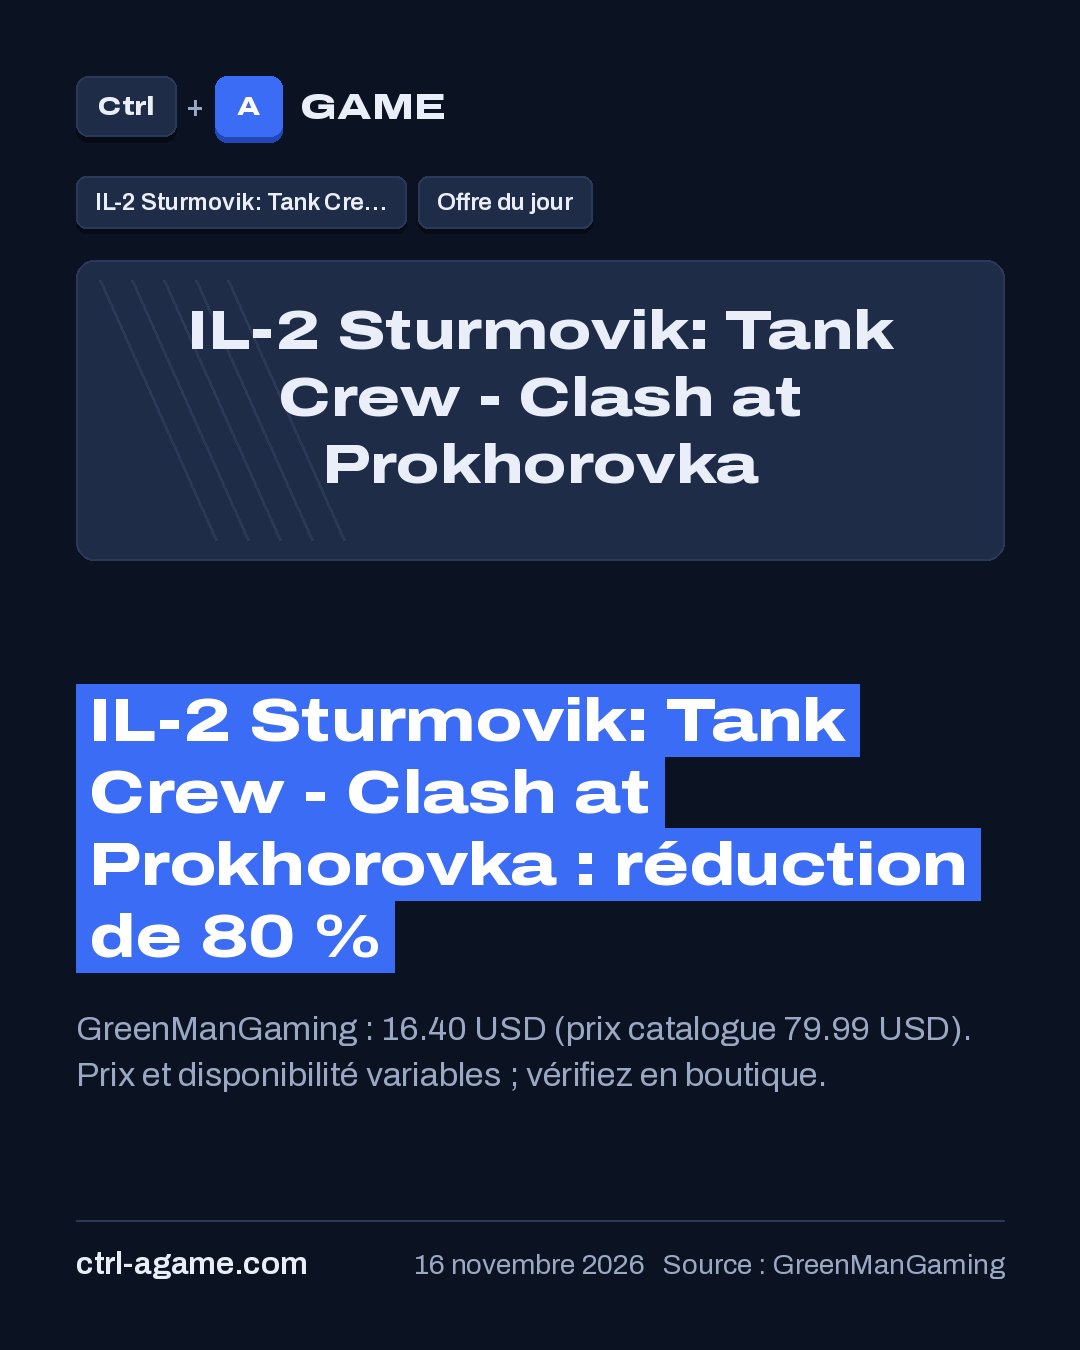 Ctrl + A GAME
IL-2 Sturmovik: Tank Cre… Offre du jour
IL-2 Sturmovik: Tank
Crew - Clash at
Prokhorovka
IL-2 Sturmovik: Tank
Crew - Clash at
Prokhorovka : réduction
de 80 %
GreenManGaming : 16.40 USD (prix catalogue 79.99 USD).
Prix et disponibilité variables ; vérifiez en boutique.
ctrl-agame.com 16 novembre 2026 Source : GreenManGaming